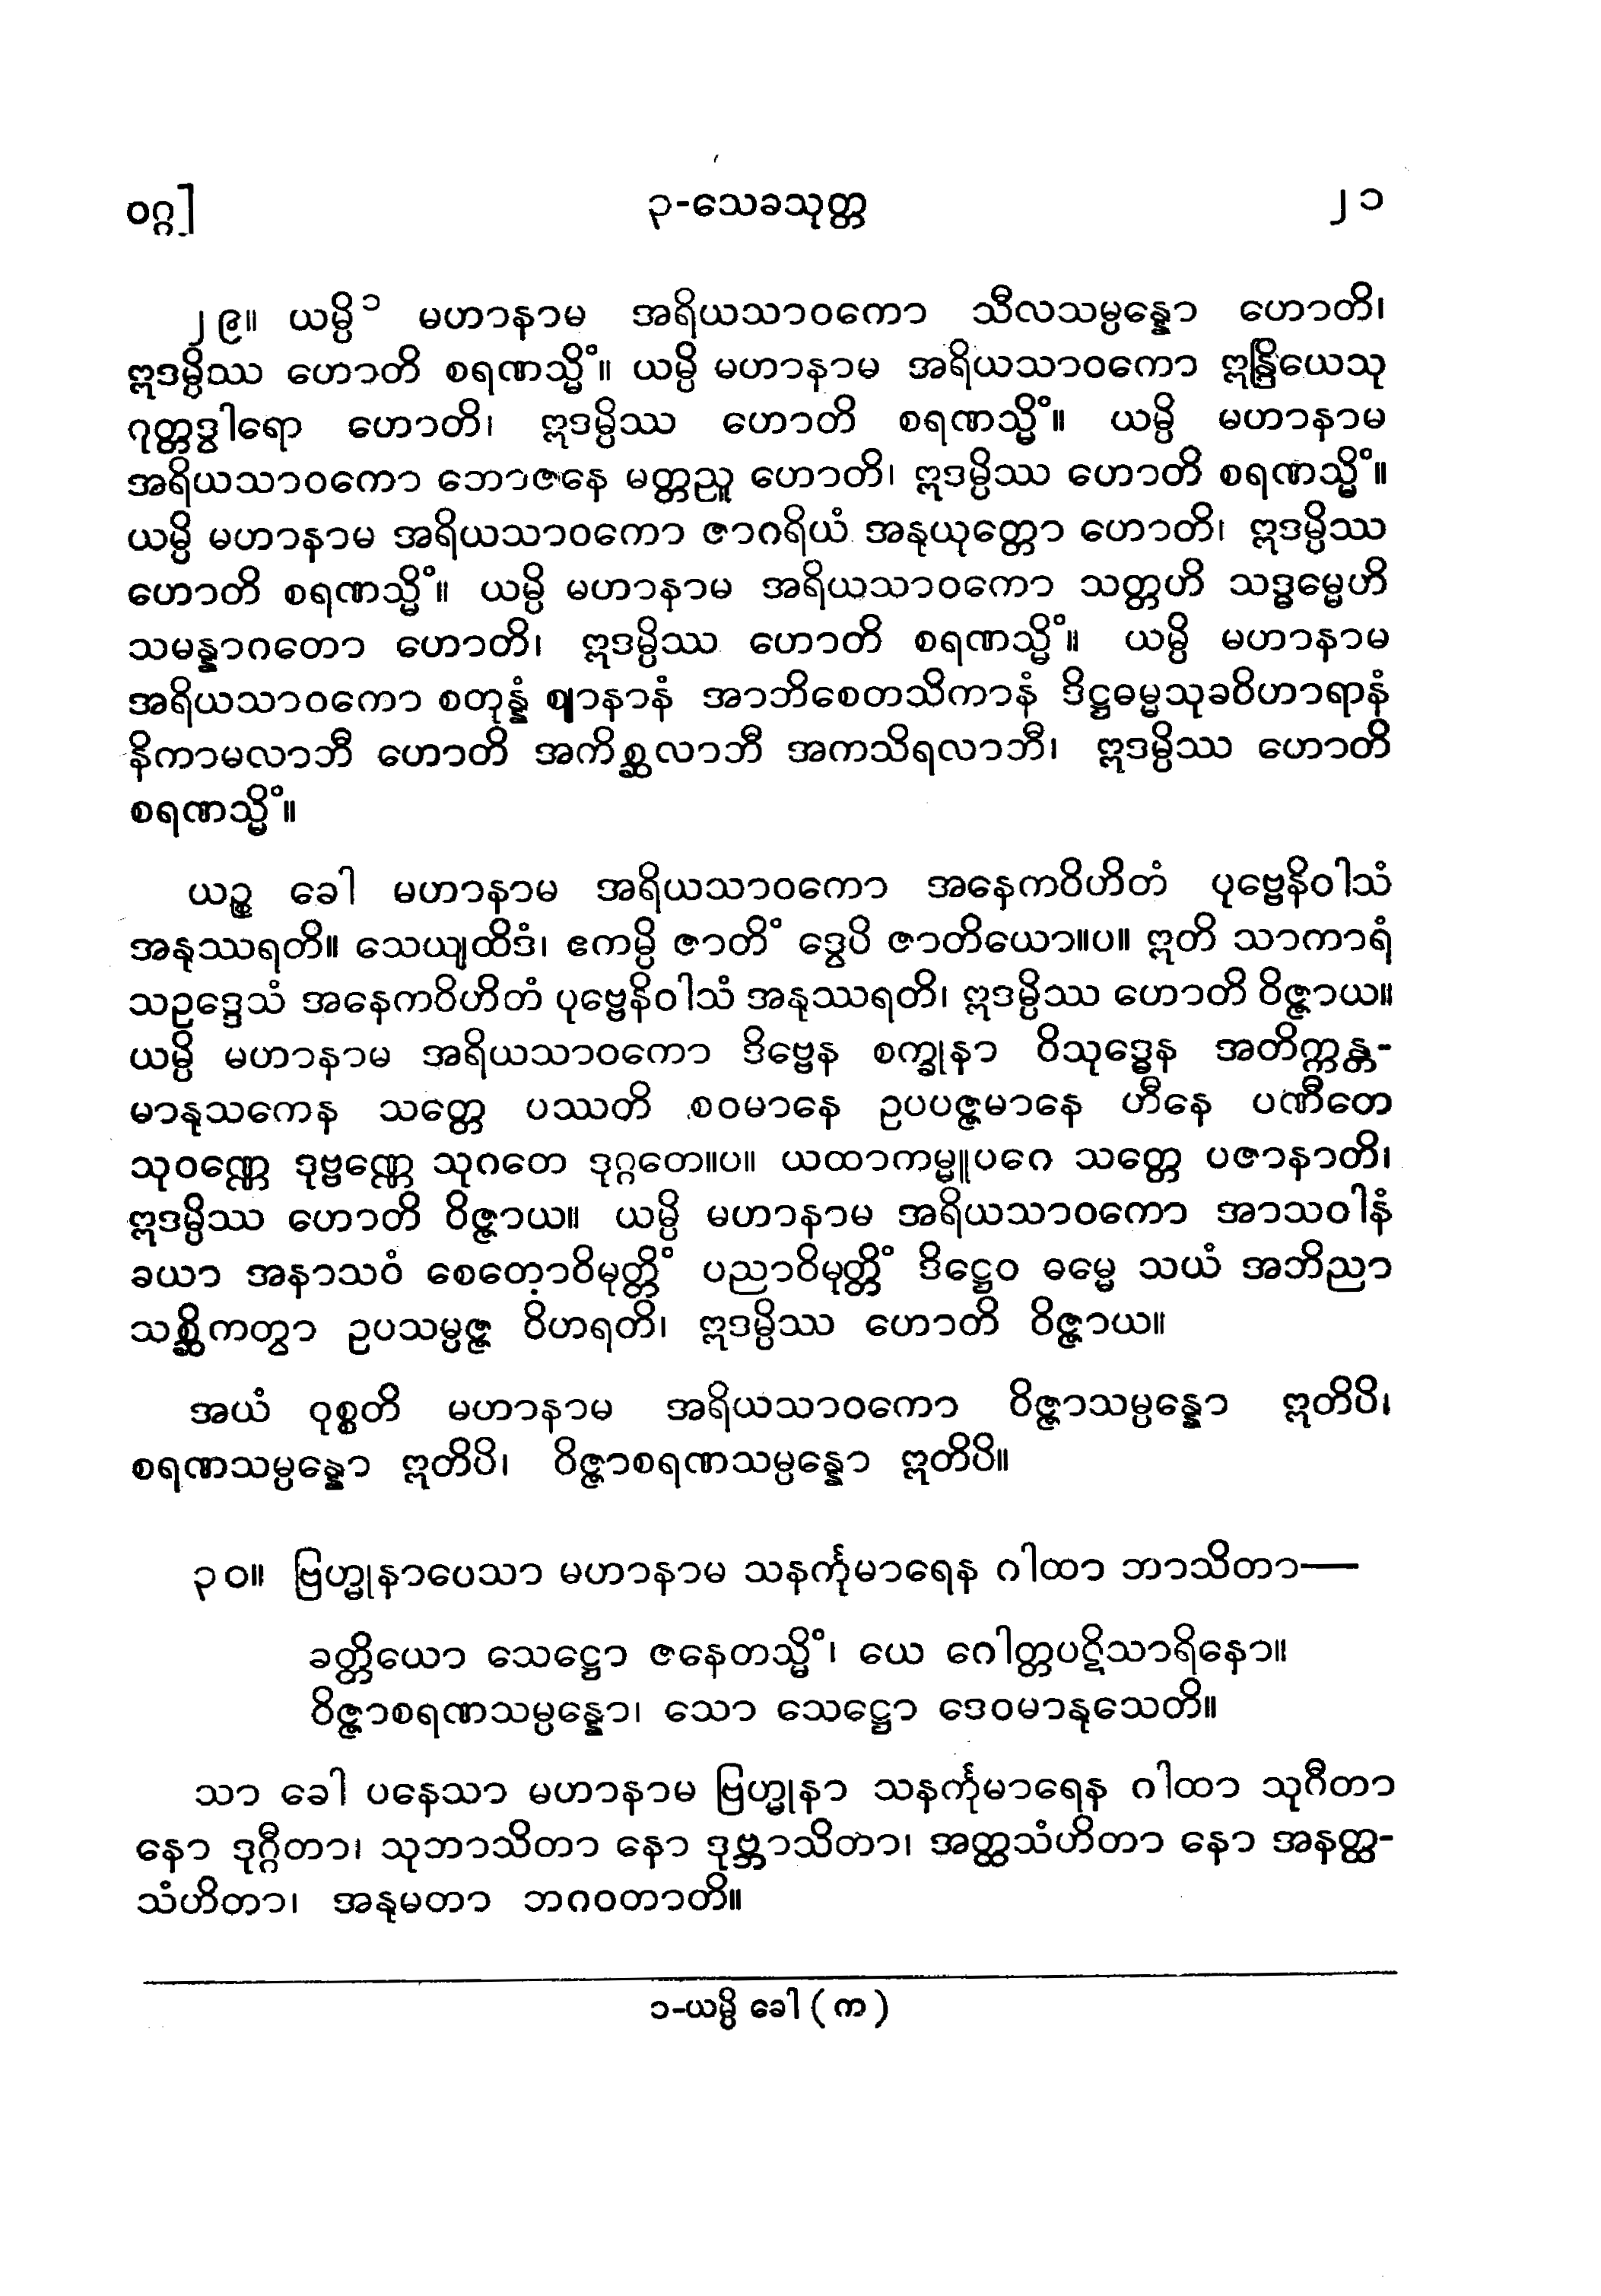 ဝဂ္ဂ] ၃-သေခသုတ္တ ၂၁
၂၉။ ယမ္ပိ၁ မဟာနာမ အရိယသာဝကော သီလသမ္ပန္နော ဟောတိ၊
ဣဒမ္ပိဿ ဟောတိ စရဏသ္မိံ။ ယမ္ပိ မဟာနာမ အရိယသာဝကော ဣန္ဒြိယေသု
ဂုတ္တဒွါရော ဟောတိ၊ ဣဒမ္ပိဿ ဟောတိ စရဏသ္မိံ။ ယမ္ပိ မဟာနာမ
အရိယသာဝကော ဘောဇနေ မတ္တညူ ဟောတိ၊ ဣဒမ္ပိဿ ဟောတိ စရဏသ္မိံ။
ယမ္ပိ မဟာနာမ အရိယသာဝကော ဇာဂရိယံ အနုယုတ္တော ဟောတိ၊ ဣဒမ္ပိဿ
ဟောတိ စရဏသ္မိံ။ ယမ္ပိ မဟာနာမ အရိယသာဝကော သတ္တဟိ သဒ္ဓမ္မေဟိ
သမန္နာဂတော ဟောတိ၊ ဣဒမ္ပိဿ ဟောတိ စရဏသ္မိံ။ ယမ္ပိ မဟာနာမ
အရိယသာဝကော စတုန္နံ ဈာနာနံ အာဘိစေတသိကာနံ ဒိဋ္ဌဓမ္မသုခဝိဟာရာနံ
နိကာမလာဘီ ဟောတိ အကိစ္ဆလာဘီ အကသိရလာဘီ၊ ဣဒမ္ပိဿ ဟောတိ
စရဏသ္မိံ။
ယဉ္စ ခေါ မဟာနာမ အရိယသာဝကော အနေကဝိဟိတံ ပုဗ္ဗေနိဝါသံ
အနုဿရတိ။ သေယျထိဒံ၊ ဧကမ္ပိ ဇာတိံ ဒွေပိ ဇာတိယော။ပ။ ဣတိ သာကာရံ
သဥဒ္ဒေသံ အနေကဝိဟိတံ ပုဗ္ဗေနိဝါသံ အနုဿရတိ၊ ဣဒမ္ပိဿ ဟောတိ ဝိဇ္ဇာယ။
ယမ္ပိ မဟာနာမ အရိယသာဝကော ဒိဗ္ဗေန စက္ခုနာ ဝိသုဒ္ဓေန အတိက္ကန္တ-
မာနုသကေန သတ္တေ ပဿတိ စဝမာနေ ဥပပဇ္ဇမာနေ ဟီနေ ပဏီတေ
သုဝဏ္ဏေ ဒုဗ္ဗဏ္ဏေ သုဂတေ ဒုဂ္ဂတေ။ပ။ ယထာကမ္မူပဂေ သတ္တေ ပဇာနာတိ၊
ဣဒမ္ပိဿ ဟောတိ ဝိဇ္ဇာယ။ ယမ္ပိ မဟာနာမ အရိယသာဝကော အာသဝါနံ
ခယာ အနာသဝံ စေတောဝိမုတ္တိံ ပညာဝိမုတ္တိံ ဒိဋ္ဌေဝ ဓမ္မေ သယံ အဘိညာ
သစ္ဆိကတွာ ဥပသမ္ပဇ္ဇ ဝိဟရတိ၊ ဣဒမ္ပိဿ ဟောတိ ဝိဇ္ဇာယ။
အယံ ဝုစ္စတိ မဟာနာမ အရိယသာဝကော ဝိဇ္ဇာသမ္ပန္နော ဣတိပိ၊
စရဏသမ္ပန္နော ဣတိပိ၊ ဝိဇ္ဇာစရဏသမ္ပန္နော ဣတိပိ။
၃၀။ ဗြဟ္မုနာပေသာ မဟာနာမ သနင်္ကုမာရေန ဂါထာ ဘာသိတာ—
ခတ္တိယော သေဋ္ဌော ဇနေတသ္မိံ၊ ယေ ဂေါတ္တပဋိသာရိနော။
ဝိဇ္ဇာစရဏသမ္ပန္နော၊ သော သေဋ္ဌော ဒေဝမာနုသေတိ။
သာ ခေါ ပနေသာ မဟာနာမ ဗြဟ္မုနာ သနင်္ကုမာရေန ဂါထာ သုဂီတာ
နော ဒုဂ္ဂီတာ၊ သုဘာသိတာ နော ဒုဗ္ဘာသိတာ၊ အတ္ထသံဟိတာ နော အနတ္ထ-
သံဟိတာ၊ အနုမတာ ဘဂဝတာတိ။
၁-ယမ္ပိ ခေါ (က)